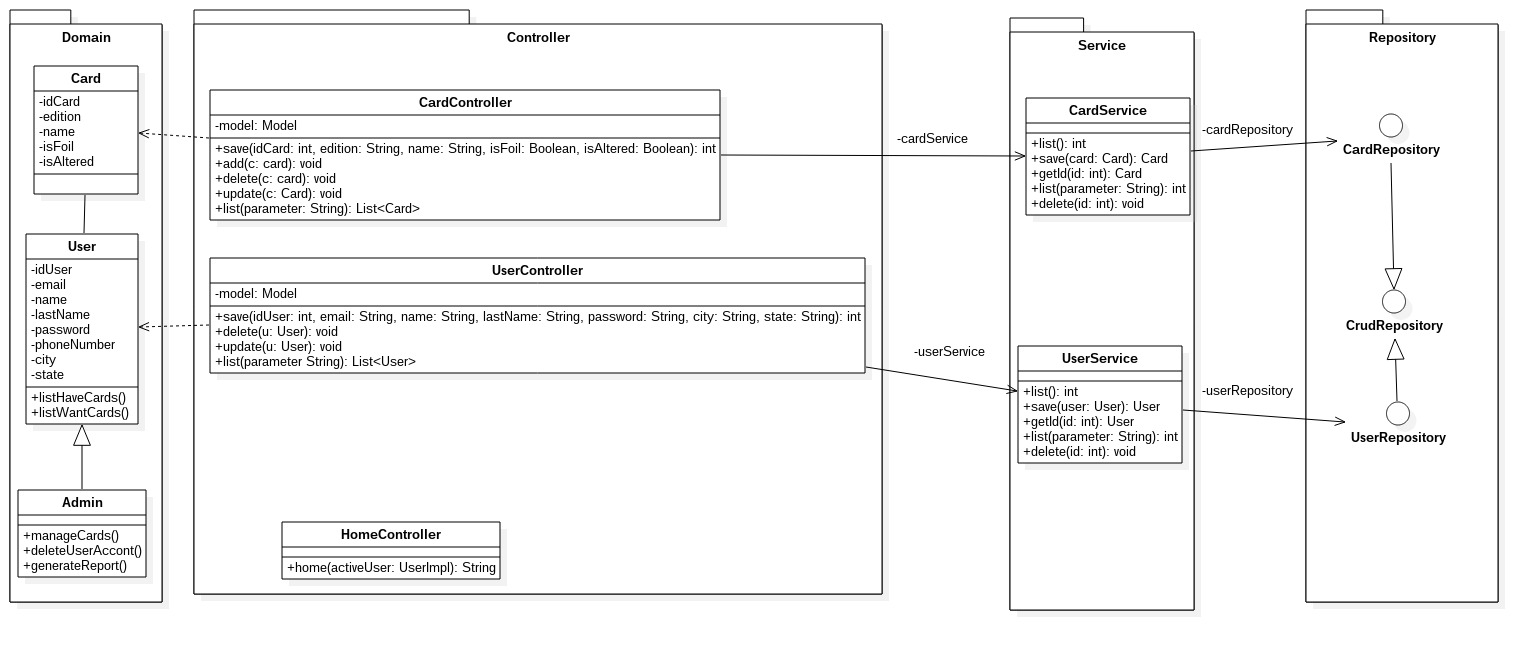 Domain
Card
-idCard
-edition
-name
-isFoil
-isAltered
User
-idUser
-email
-name
-lastName
-password
-phoneNumber
-city
-state
+listHaveCards()
+listWantCards()
Admin
+manageCards()
+deleteUserAccont()
+generateReport()
Controller
CardController
-model: Model
+save(idCard: int, edition: String, name: String, isFoil: Boolean, isAltered: Boolean): int
+add(c: card): void
+delete(c: card): void
+update(c: Card): void
+list(parameter: String): List<Card>
UserController
-model: Model
+save(idUser: int, email: String, name: String, lastName: String, password: String, city: String, state: String): int
+delete(u: User): void
+update(u: User): void
+list(parameter String): List<User>
HomeController
+home(activeUser: UserImpl): String
-cardService
-userService
Service
CardService
+list(): int
+save(card: Card): Card
+getId(id: int): Card
+list(parameter: String): int
+delete(id: int): void
UserService
+list(): int
+save(user: User): User
+getId(id: int): User
+list(parameter: String): int
+delete(id: int): void
-cardRepository
-userRepository
Repository
CardRepository
CrudRepository
UserRepository